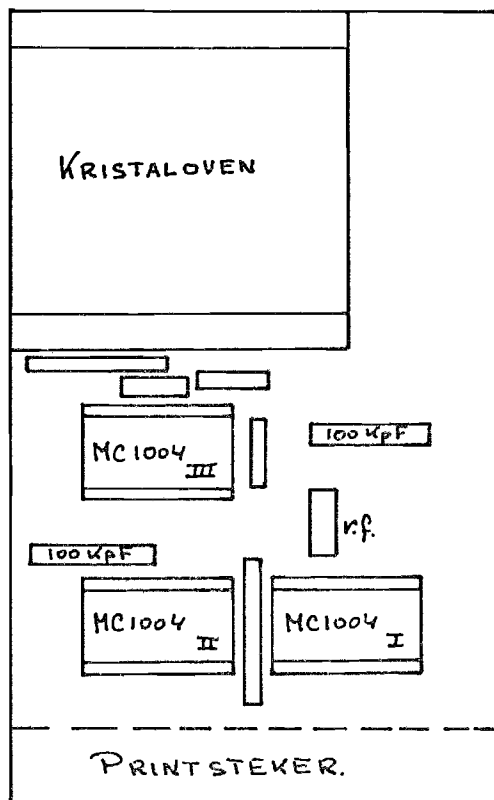 KRISTALOVEN
100 KpF
MC1004 III
r.f.
100 KpF
MC1004 II
MC1004 I
PRINTSTEKER.